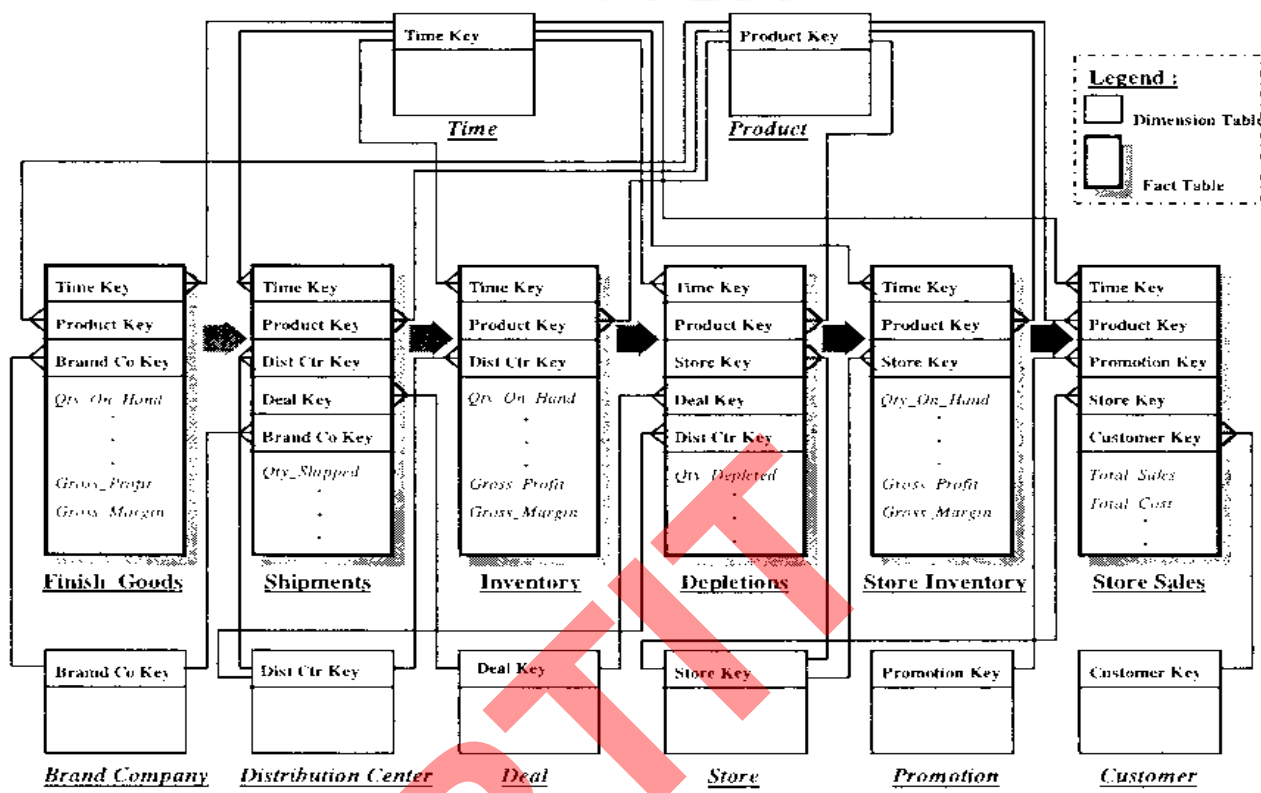 Time Key
Time
Product Key
Product
Legend :
Dimension Table
Fact Table
Time Key
Product Key
Brand Co Key
Qty_On_Hand
Gross_Profit
Gross_Margin
Finish_Goods
Time Key
Product Key
Dist Ctr Key
Deal Key
Brand Co Key
Qty_Shipped
Shipments
Time Key
Product Key
Dist Ctr Key
Qty_On_Hand
Gross_Profit
Gross_Margin
Inventory
Time Key
Product Key
Store Key
Deal Key
Dist Ctr Key
Qty_Depleted
Depletions
Time Key
Product Key
Store Key
Qty_On_Hand
Gross_Profit
Gross_Margin
Store Inventory
Time Key
Product Key
Promotion Key
Store Key
Customer Key
Total_Sales
Total_Cost
Store Sales
Brand Co Key
Brand Company
Dist Ctr Key
Distribution Center
Deal Key
Deal
Store Key
Store
Promotion Key
Promotion
Customer Key
Customer
PTIT